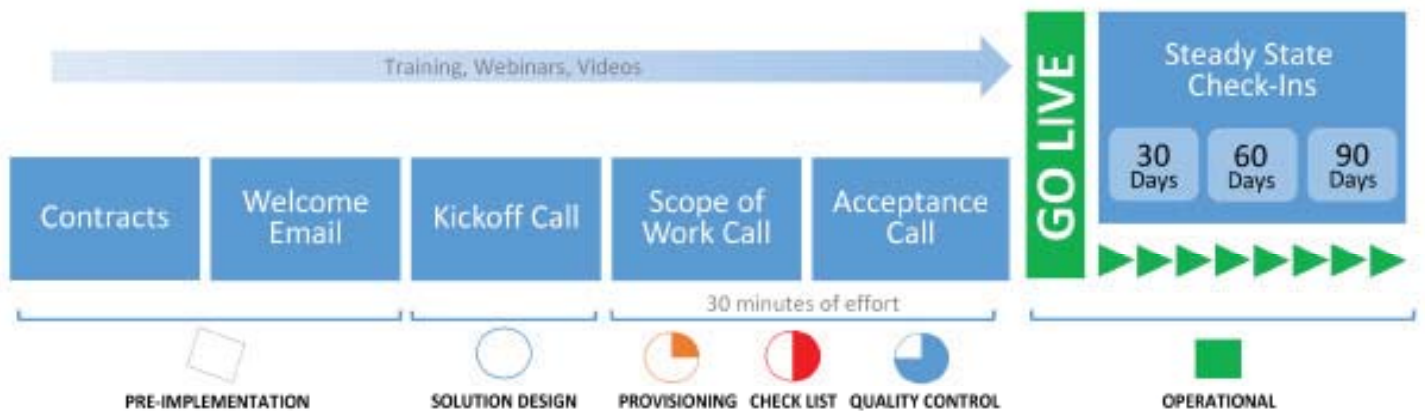 Training, Webinars, Videos
GO LIVE
Steady State
Check-Ins
30
Days
60
Days
90
Days
Contracts
Welcome
Email
Kickoff Call
Scope of
Work Call
Acceptance
Call
30 minutes of effort
PRE-IMPLEMENTATION
SOLUTION DESIGN
PROVISIONING
CHECK LIST
QUALITY CONTROL
OPERATIONAL